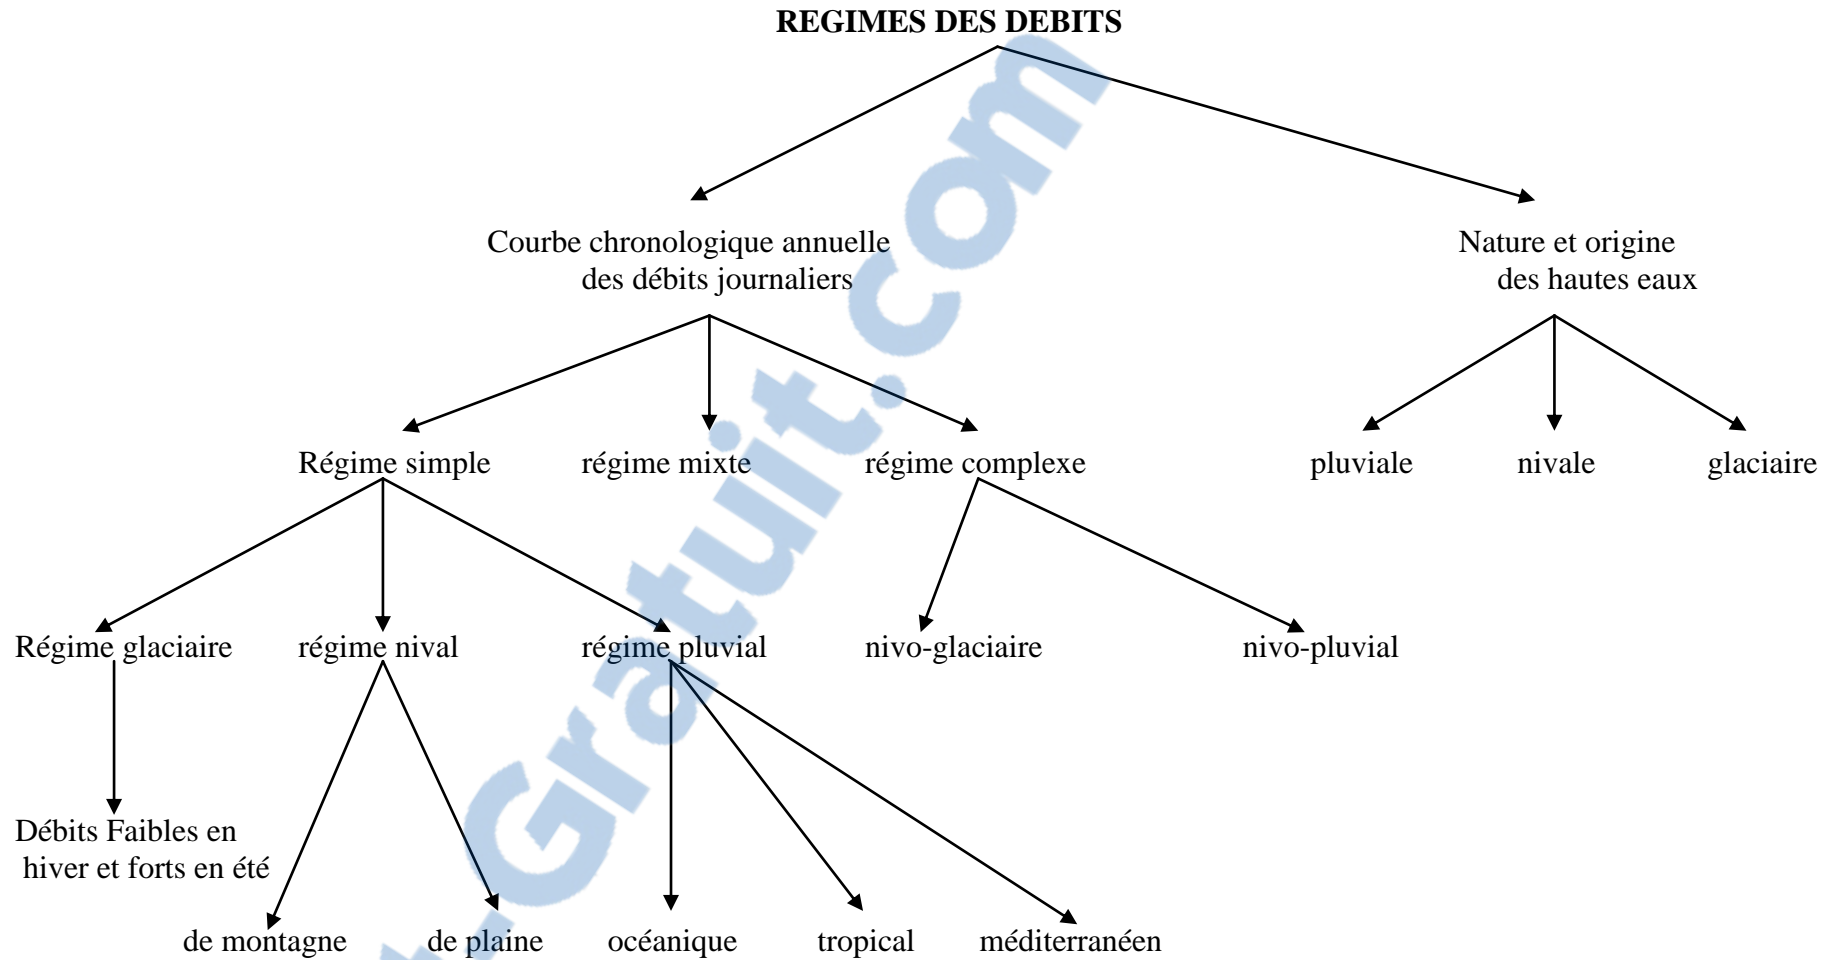 REGIMES DES DEBITS
Courbe chronologique annuelle
des débits journaliers
Nature et origine
des hautes eaux
Régime simple
régime mixte
régime complexe
pluviale
nivale
glaciaire
Régime glaciaire
régime nival
régime pluvial
nivo-glaciaire
nivo-pluvial
Débits Faibles en
hiver et forts en été
de montagne
de plaine
océanique
tropical
méditerranéen
-Gratuit.com